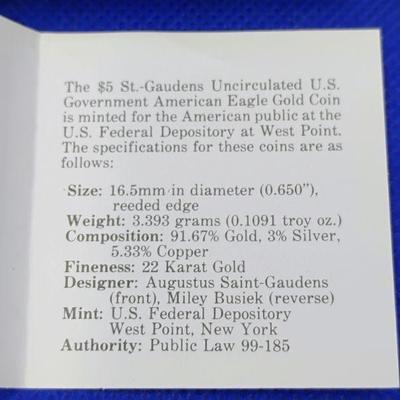 The $5 St.-Gaudens Uncirculated U.S.
Government American Eagle Gold Coin
is minted for the American public at the
U.S. Federal Depository at West Point.
The specifications for these coins are as
follows:
Size: 16.5mm in diameter (0.650"),
reeded edge
Weight: 3.393 grams (0.1091 troy oz.)
Composition: 91.67% Gold, 3% Silver,
5.33% Copper
Fineness: 22 Karat Gold
Designer: Augustus Saint-Gaudens
(front), Miley Busiek (reverse)
Mint: U.S. Federal Depository
West Point, New York
Authority: Public Law 99-185